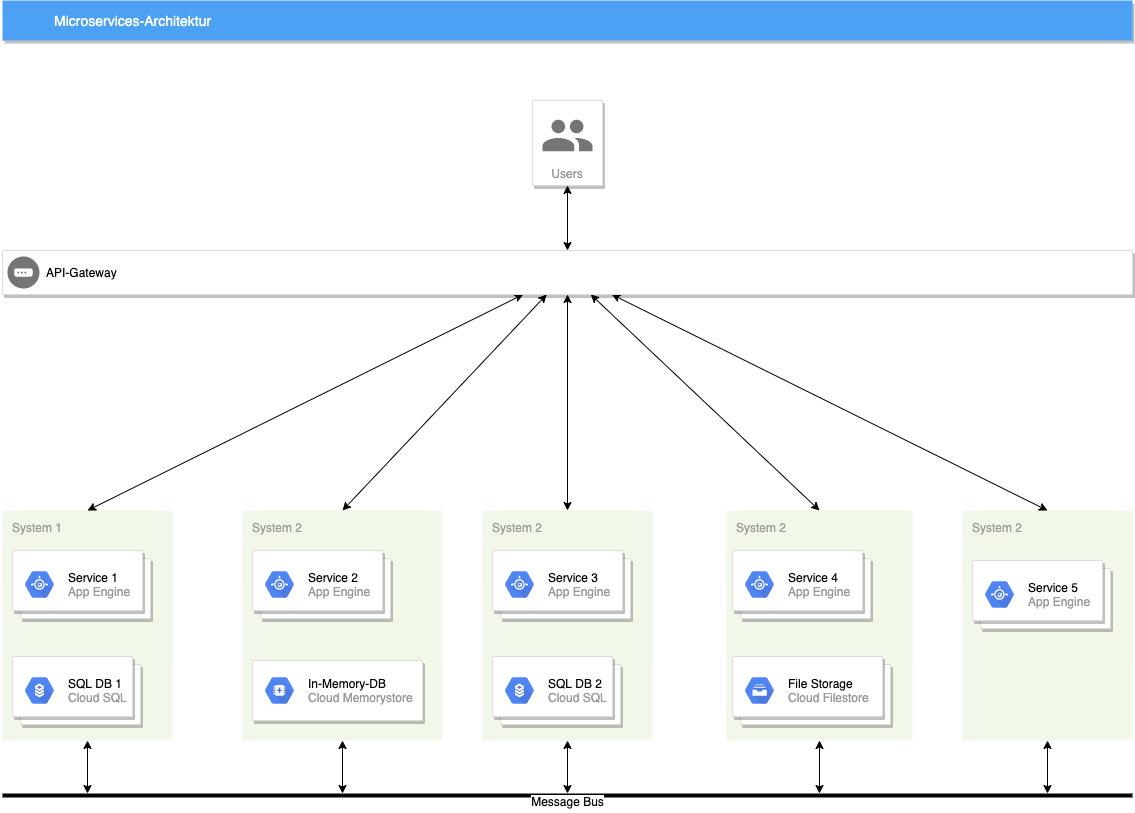 Microservices-Architektur
Users
API-Gateway
System 1
Service 1
App Engine
SQL DB 1
Cloud SQL
System 2
Service 2
App Engine
In-Memory-DB
Cloud Memorystore
System 2
Service 3
App Engine
SQL DB 2
Cloud SQL
System 2
Service 4
App Engine
File Storage
Cloud Filestore
System 2
Service 5
App Engine
Message Bus